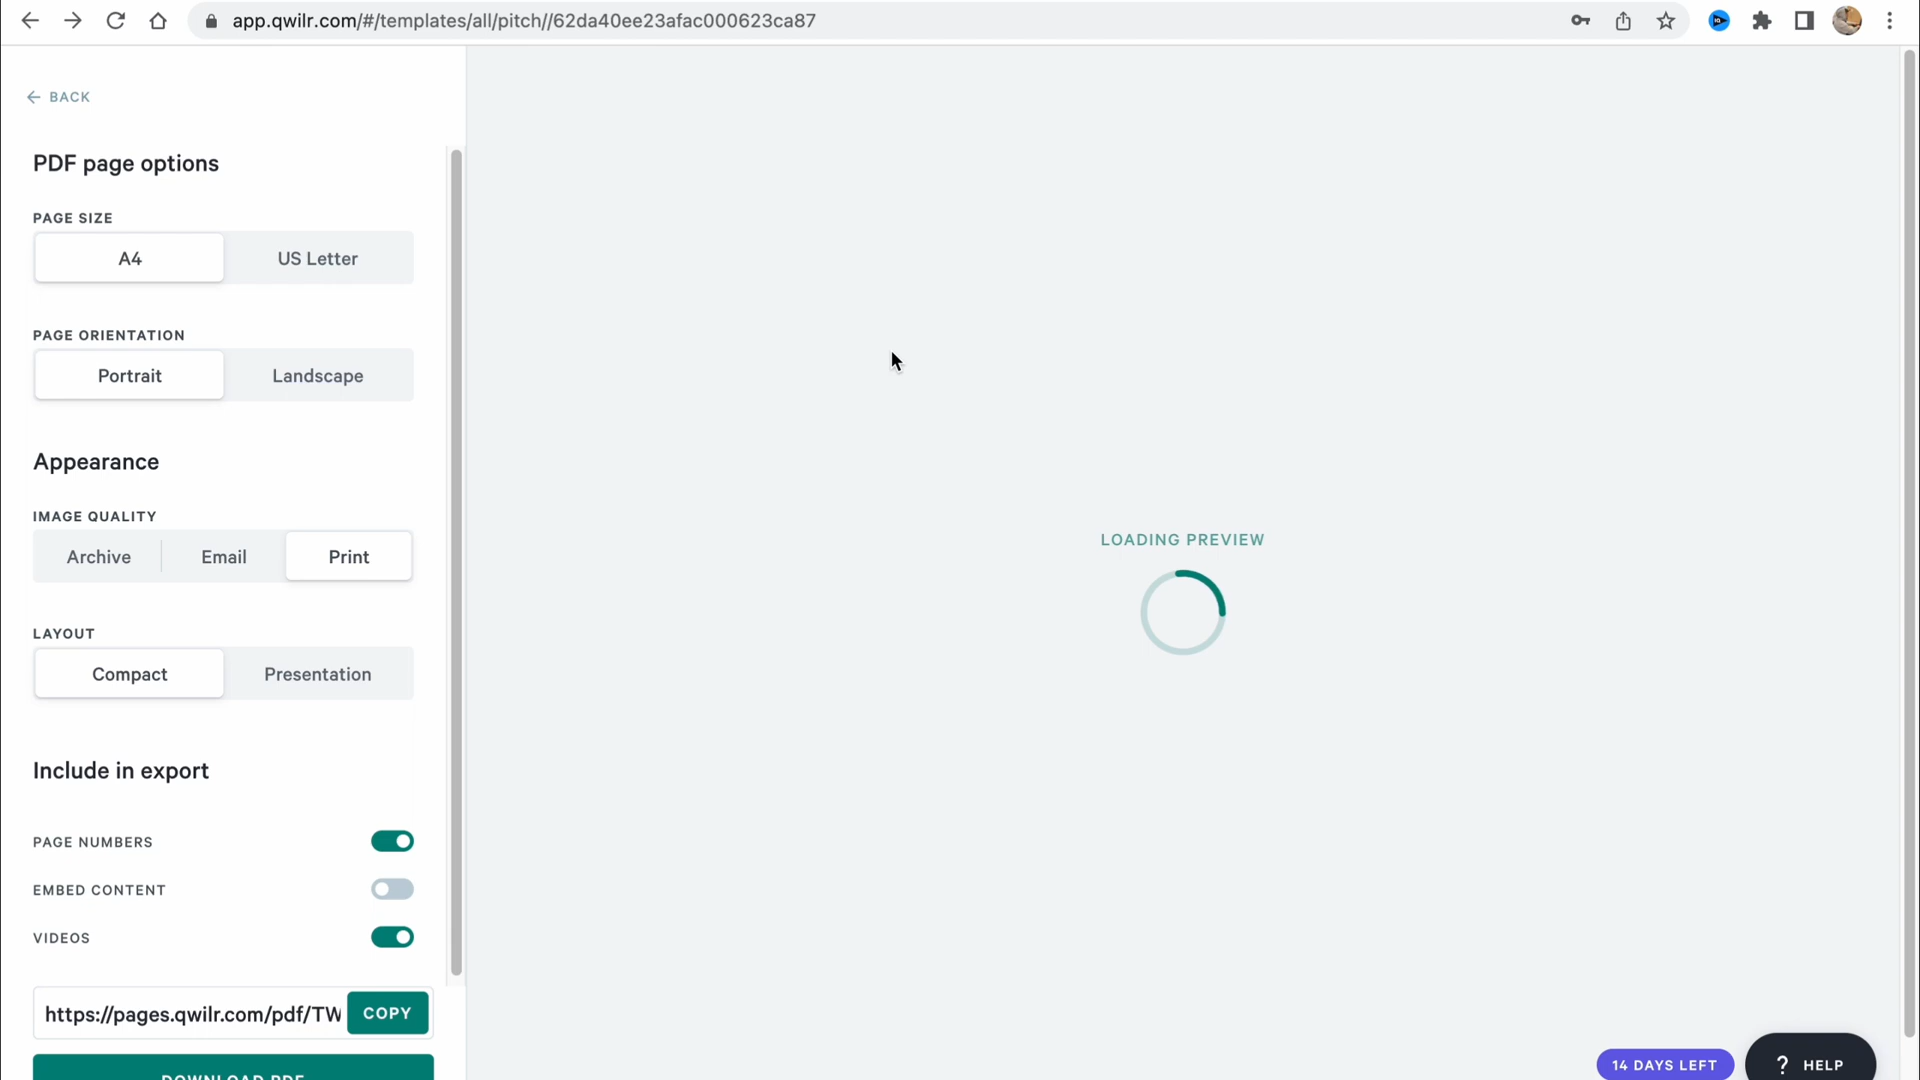 app.qwilr.com/#/templates/all/pitch//62da40ee23afac000623ca87
BACK
PDF page options
PAGE SIZE
A4
US Letter
PAGE ORIENTATION
Portrait
Landscape
Appearance
IMAGE QUALITY
Archive
Email
Print
LAYOUT
Compact
Presentation
Include in export
PAGE NUMBERS
EMBED CONTENT
VIDEOS
https://pages.qwilr.com/pdf/TW
COPY
DOWNLOAD PDF
LOADING PREVIEW
14 DAYS LEFT
? HELP